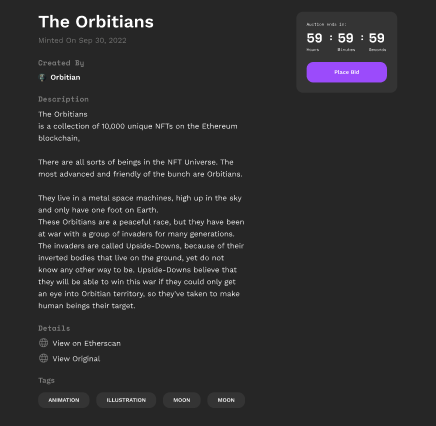 The Orbitians
Minted On Sep 30, 2022
Created By
Orbitian
Description
The Orbitians
is a collection of 10,000 unique NFTs on the Ethereum
blockchain,
There are all sorts of beings in the NFT Universe. The
most advanced and friendly of the bunch are Orbitians.
They live in a metal space machines, high up in the sky
and only have one foot on Earth.
These Orbitians are a peaceful race, but they have been
at war with a group of invaders for many generations.
The invaders are called Upside-Downs, because of their
inverted bodies that live on the ground, yet do not
know any other way to be. Upside-Downs believe that
they will be able to win this war if they could only get
an eye into Orbitian territory, so they've taken to make
human beings their target.
Details
View on Etherscan
View Original
Tags
ANIMATION ILLUSTRATION MOON MOON
Auction ends in:
59 : 59 : 59
Hours Minutes Seconds
Place Bid